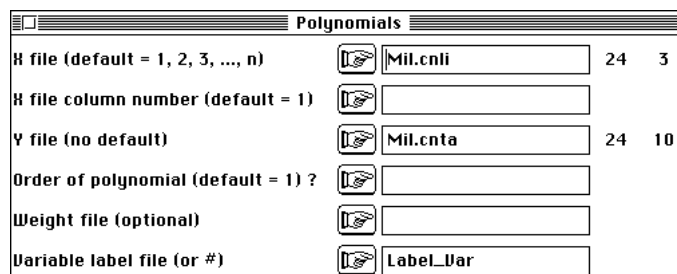 Polynomials
X file (default = 1, 2, 3, ..., n) Mil.cnli 24 3
X file column number (default = 1)
Y file (no default) Mil.cnta 24 10
Order of polynomial (default = 1) ?
Weight file (optional)
Variable label file (or #) Label_Var